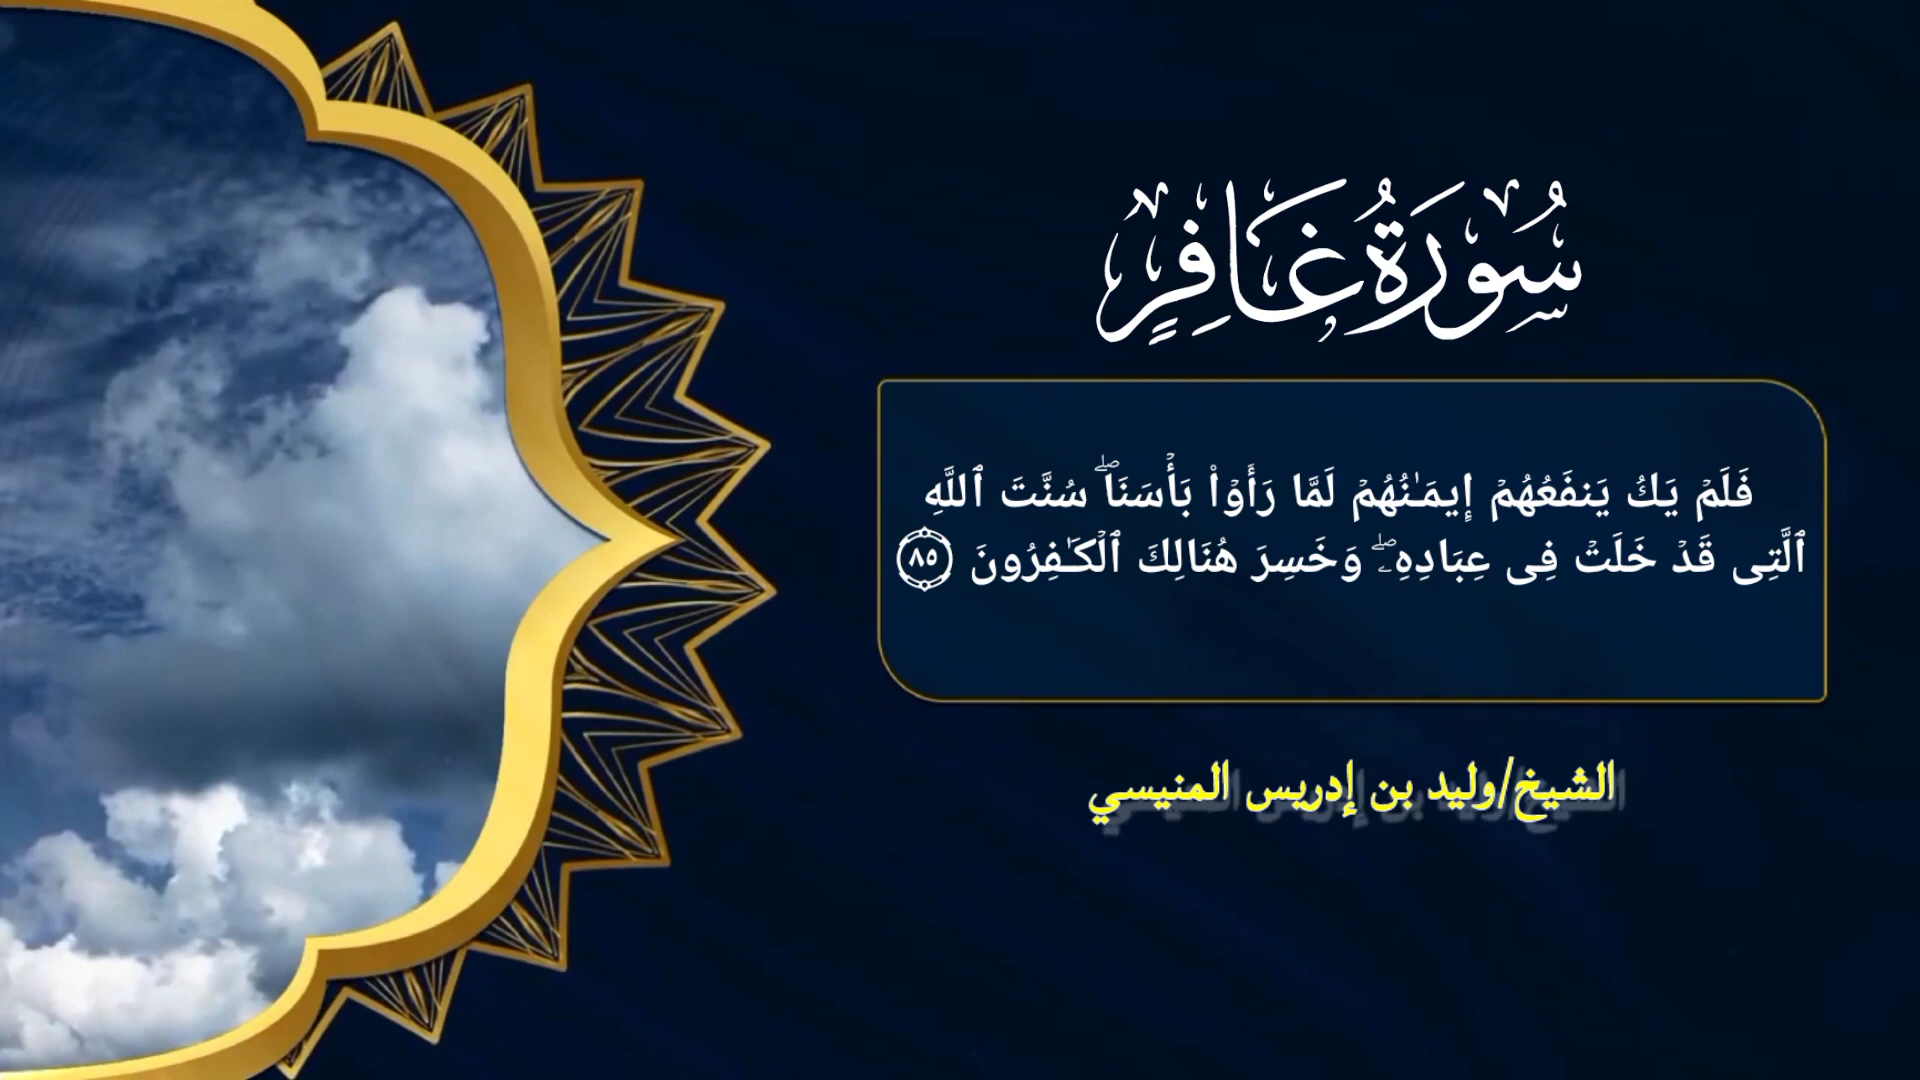 سُورَةُ غَافِرٍ
فَلَمۡ يَكُ يَنفَعُهُمۡ إِيمَـٰنُهُمۡ لَمَّا رَأَوۡا۟ بَأۡسَنَاۖ سُنَّتَ ٱللَّهِ
ٱلَّتِی قَدۡ خَلَتۡ فِی عِبَادِهِۦۖ وَخَسِرَ هُنَالِكَ ٱلۡكَـٰفِرُونَ ٨٥
الشيخ/وليد بن إدريس المنيسي